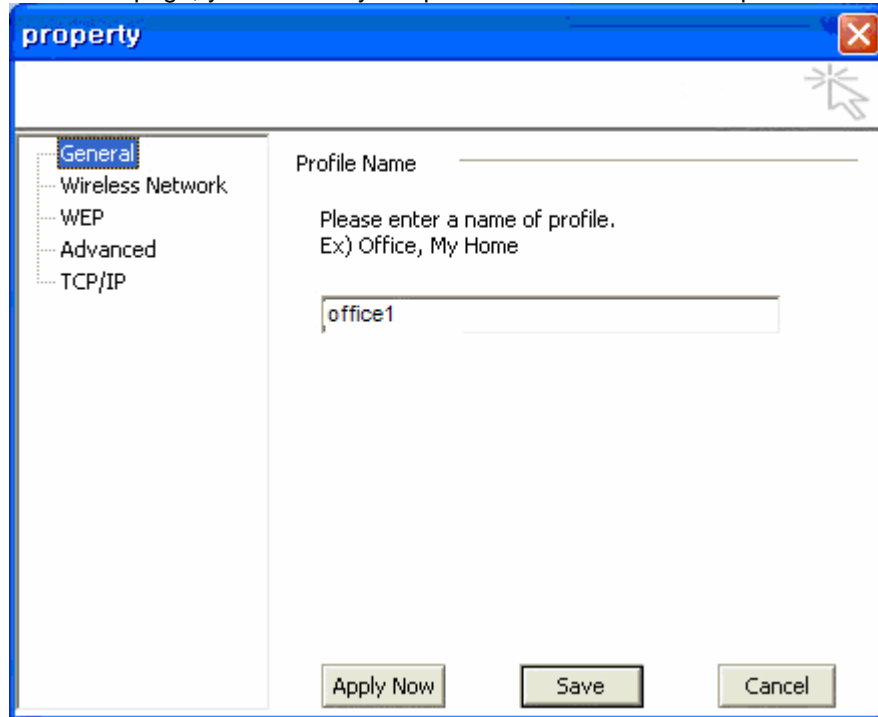 property
General
Wireless Network
WEP
Advanced
TCP/IP
Profile Name
Please enter a name of profile.
Ex) Office, My Home
office1
Apply Now
Save
Cancel